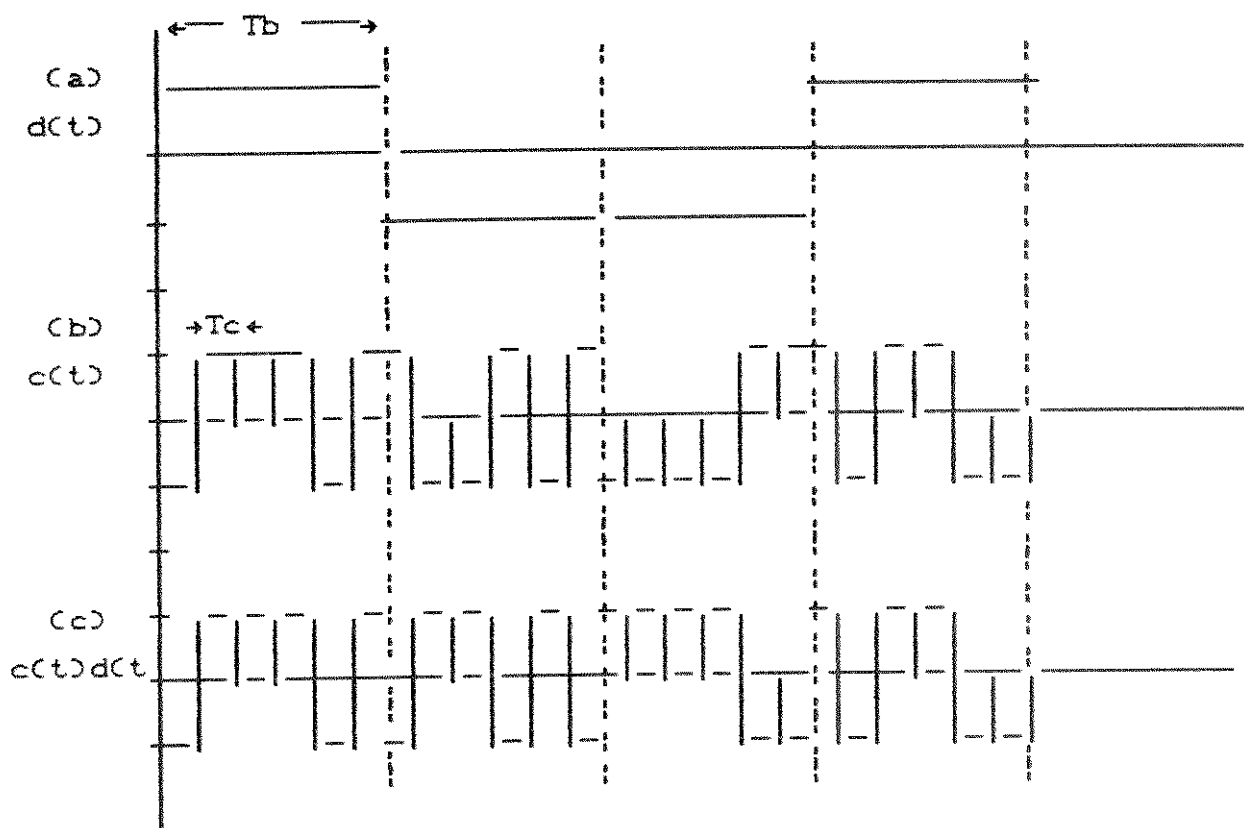 ← Tb →
(a)
d(t)
(b)
→Tc←
c(t)
(c)
c(t)d(t